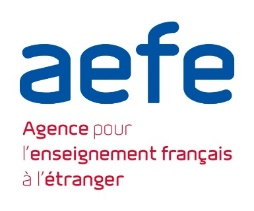 aefe
Agence pour
l'enseignement français
à l'étranger